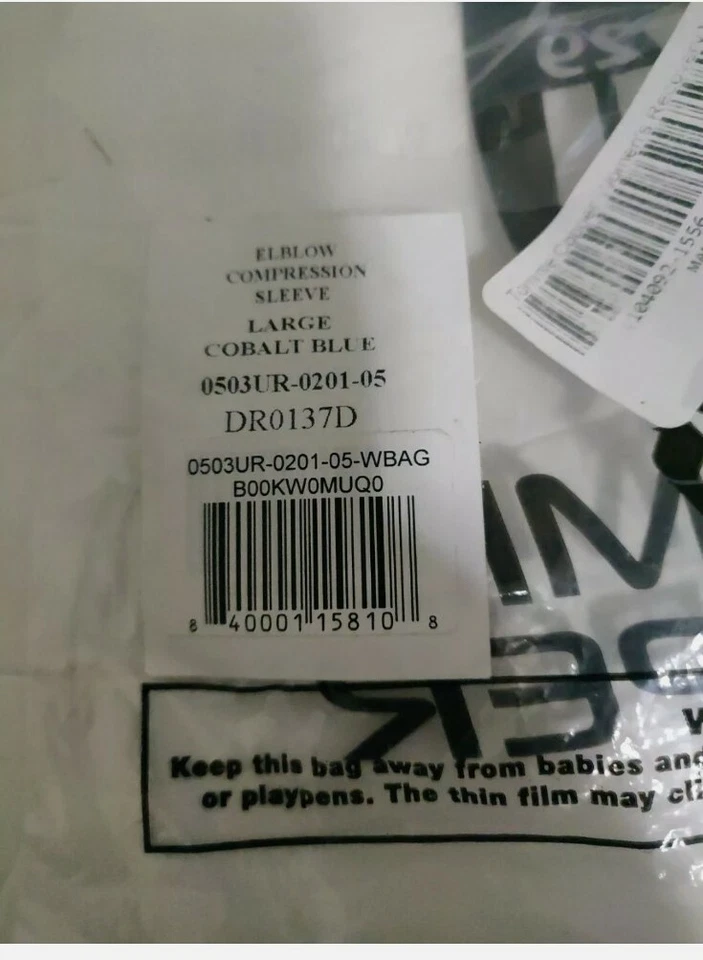 ELBLOW
COMPRESSION
SLEEVE
LARGE
COBALT BLUE
0503UR-0201-05
DR0137D
0503UR-0201-05-WBAG
B00KW0MUQ0
8 40001 15810 8
Keep this bag away from babies and
or playpens. The thin film may cli